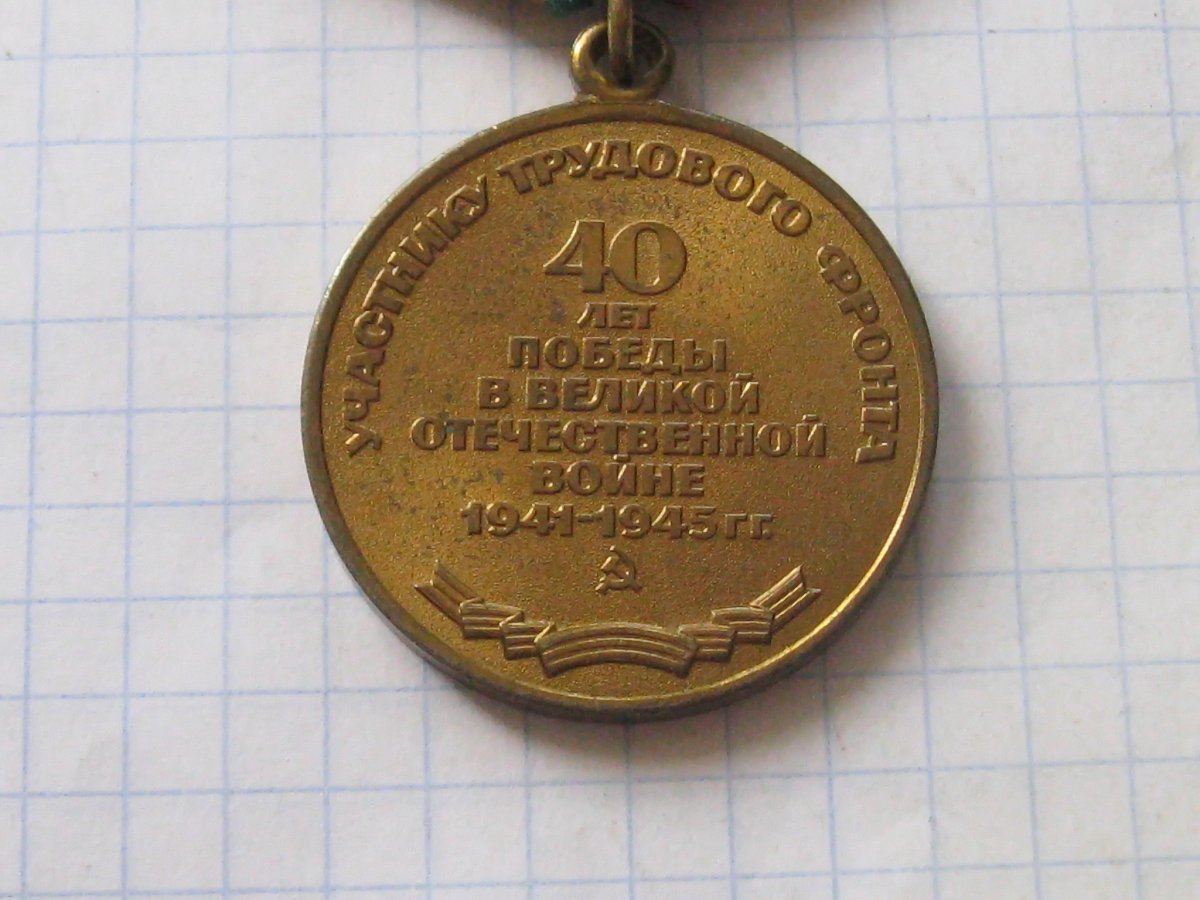 УЧАСТНИКУ ТРУДОВОГО ФРОНТА
40
ЛЕТ
ПОБЕДЫ
В ВЕЛИКОЙ
ОТЕЧЕСТВЕННОЙ
ВОЙНЕ
1941-1945 ГГ.